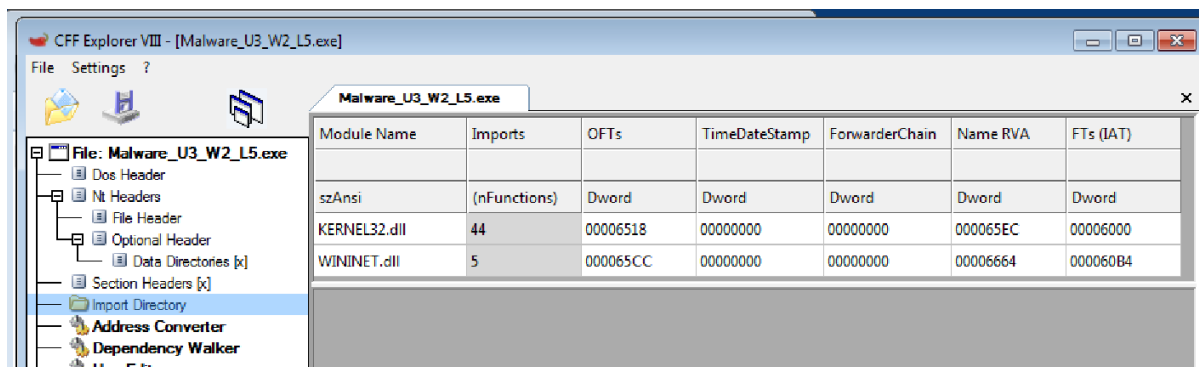 CFF Explorer VIII - [Malware_U3_W2_L5.exe]
File Settings ?
Malware_U3_W2_L5.exe
File: Malware_U3_W2_L5.exe
Dos Header
Nt Headers
File Header
Optional Header
Data Directories [x]
Section Headers [x]
Import Directory
Address Converter
Dependency Walker
Module Name Imports OFTs TimeDateStamp ForwarderChain Name RVA FTs (IAT)
szAnsi (nFunctions) Dword Dword Dword Dword Dword
KERNEL32.dll 44 00006518 00000000 00000000 000065EC 00006000
WININET.dll 5 000065CC 00000000 00000000 00006664 000060B4